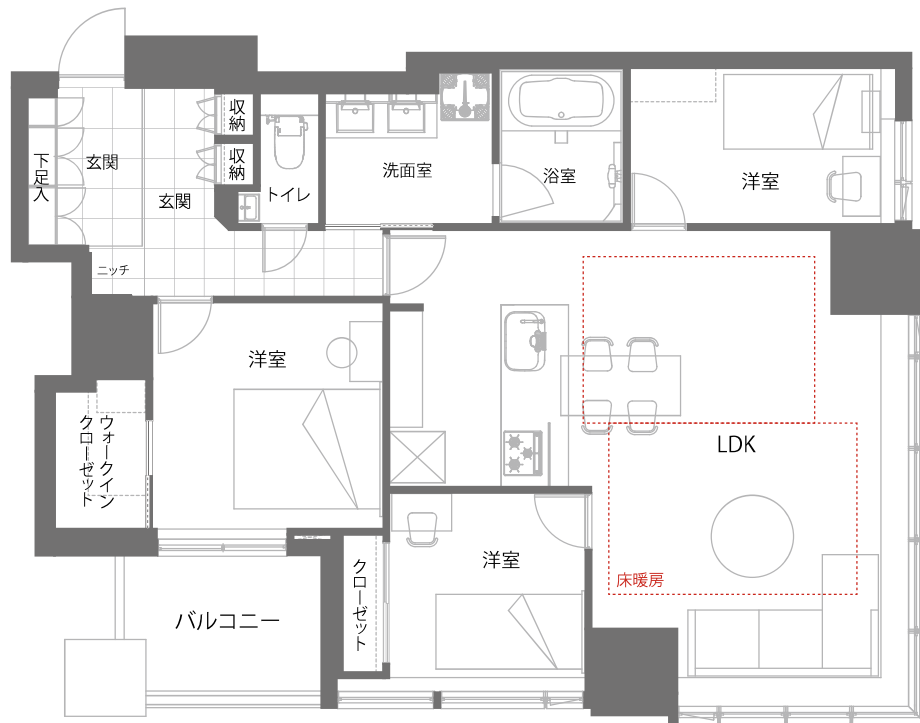 収納
収納
下足入
玄関
玄関
トイレ
洗面室
浴室
洋室
ニッチ
洋室
ウォークイン
クローゼット
LDK
床暖房
洋室
クローゼット
バルコニー